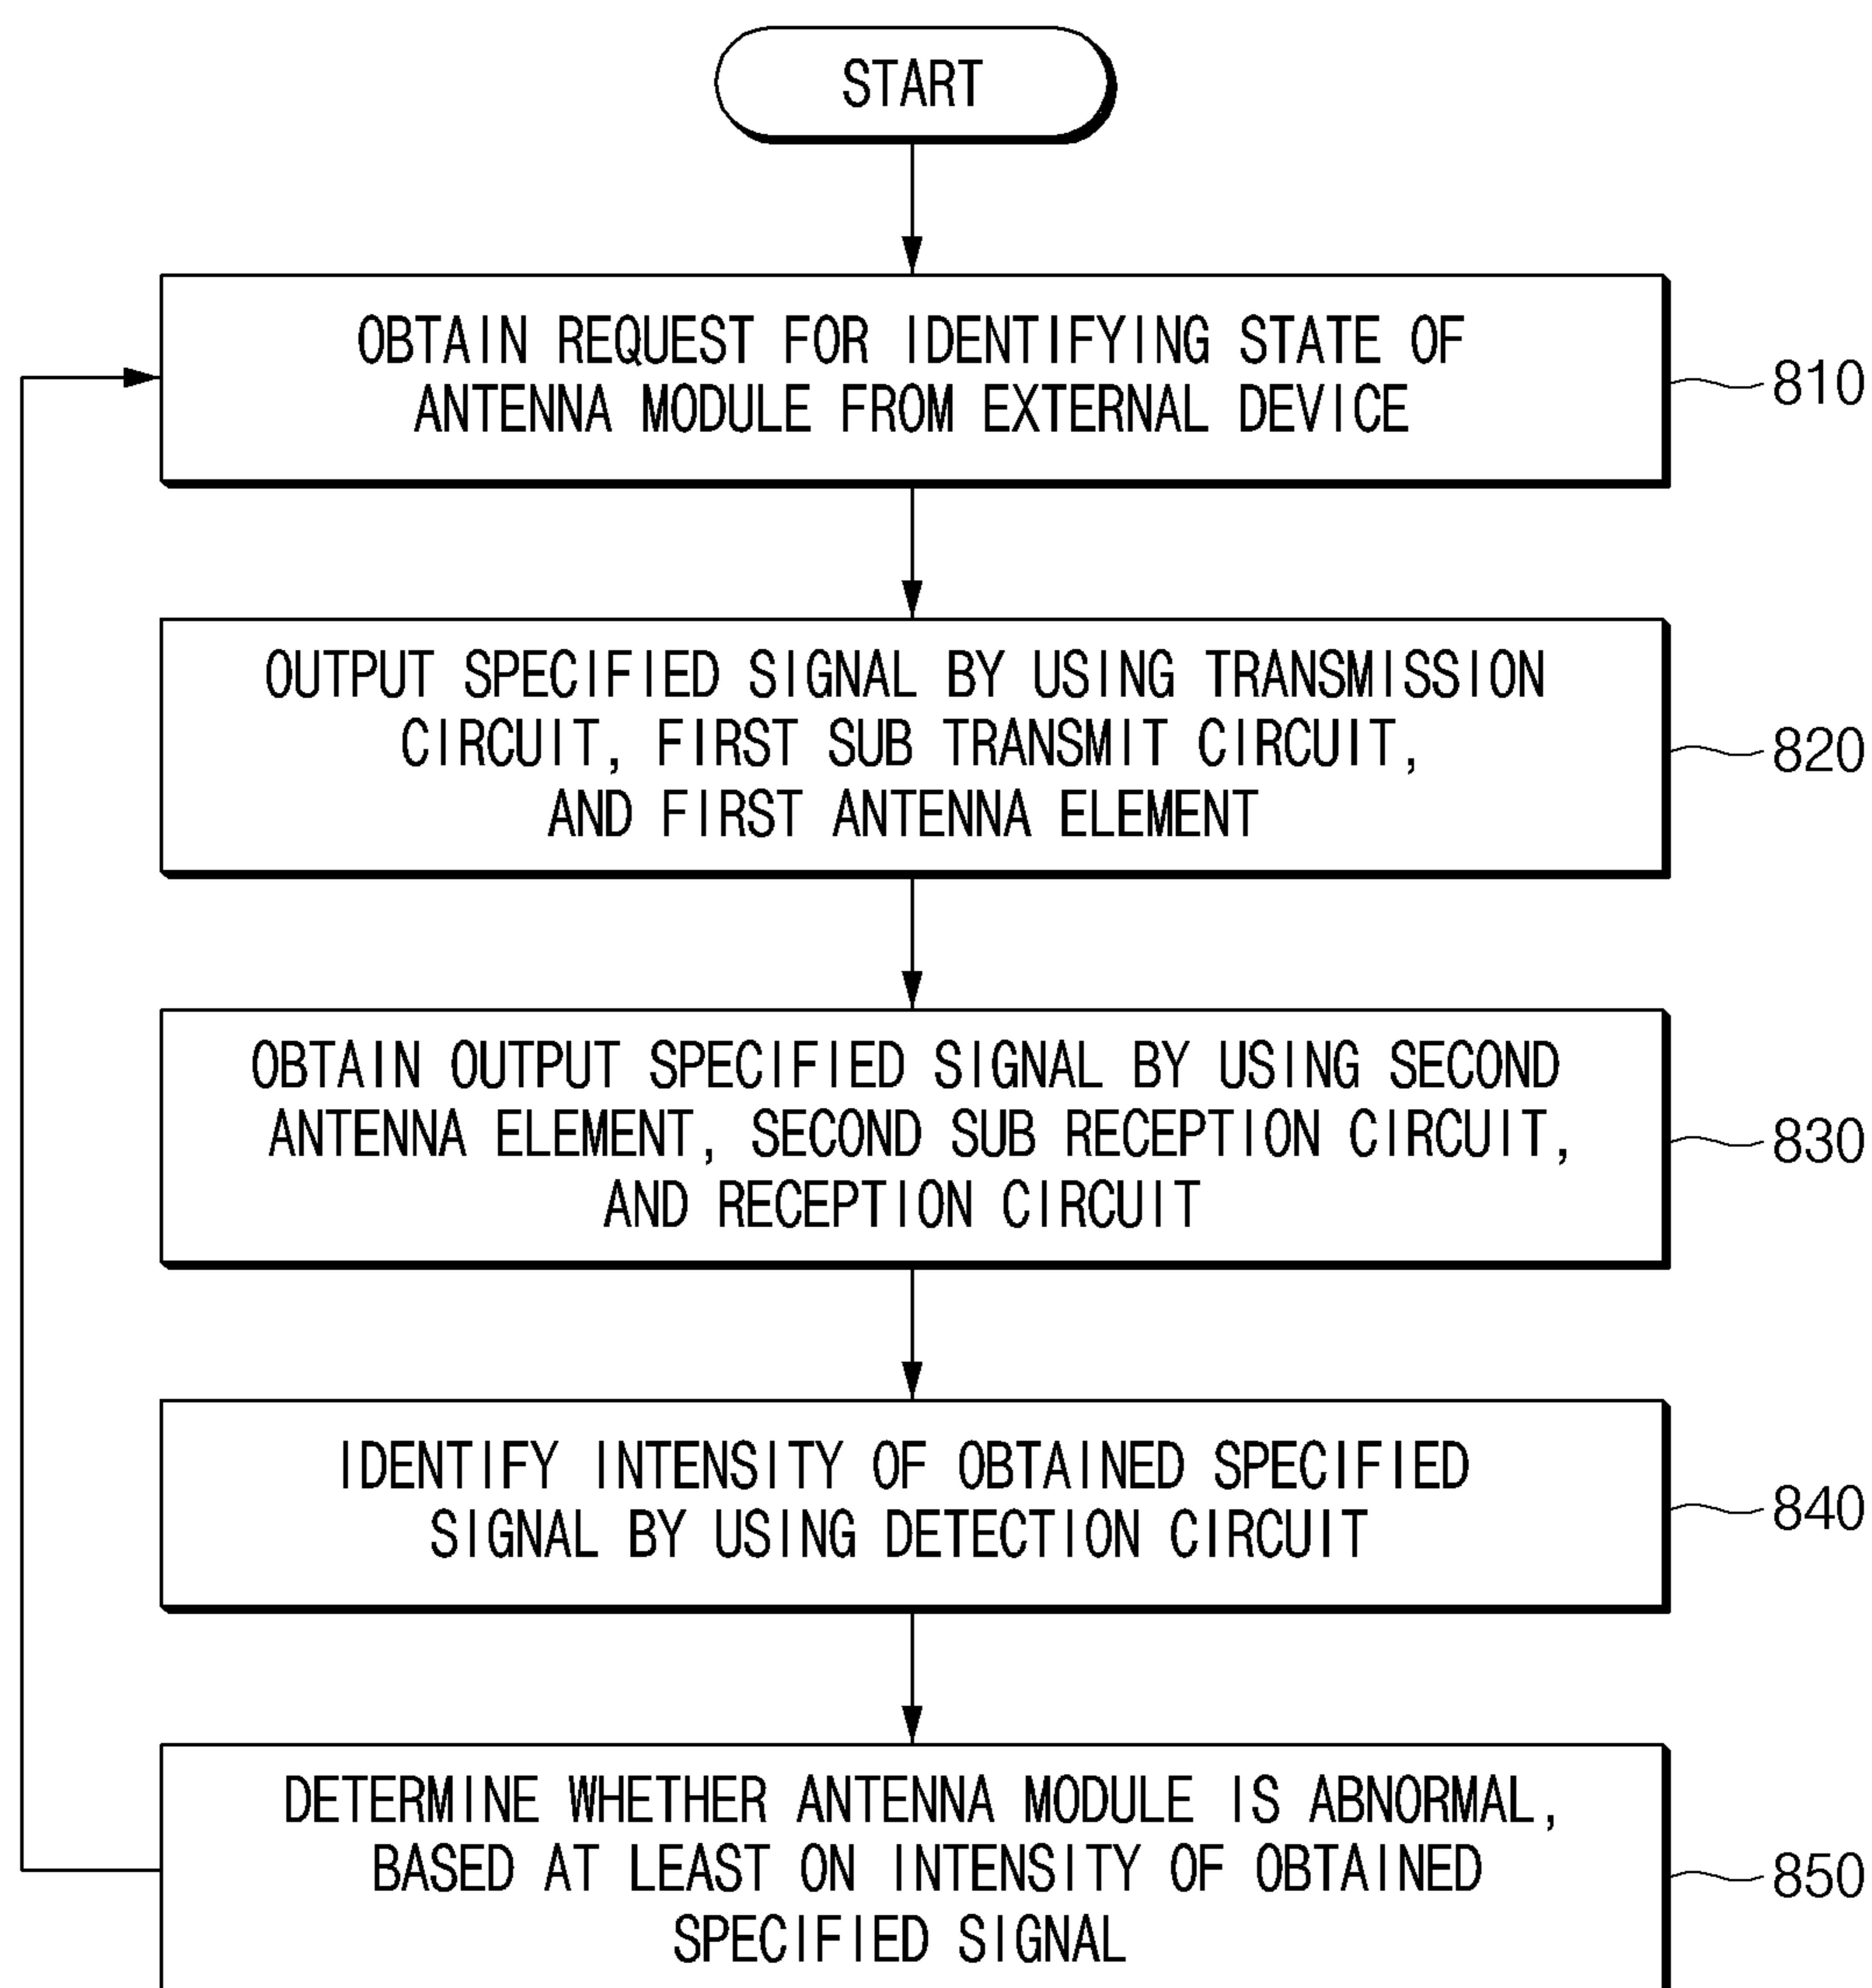 START
OBTAIN REQUEST FOR IDENTIFYING STATE OF
ANTENNA MODULE FROM EXTERNAL DEVICE
810
OUTPUT SPECIFIED SIGNAL BY USING TRANSMISSION
CIRCUIT, FIRST SUB TRANSMIT CIRCUIT,
AND FIRST ANTENNA ELEMENT
820
OBTAIN OUTPUT SPECIFIED SIGNAL BY USING SECOND
ANTENNA ELEMENT, SECOND SUB RECEPTION CIRCUIT,
AND RECEPTION CIRCUIT
830
IDENTIFY INTENSITY OF OBTAINED SPECIFIED
SIGNAL BY USING DETECTION CIRCUIT
840
DETERMINE WHETHER ANTENNA MODULE IS ABNORMAL,
BASED AT LEAST ON INTENSITY OF OBTAINED
SPECIFIED SIGNAL
850